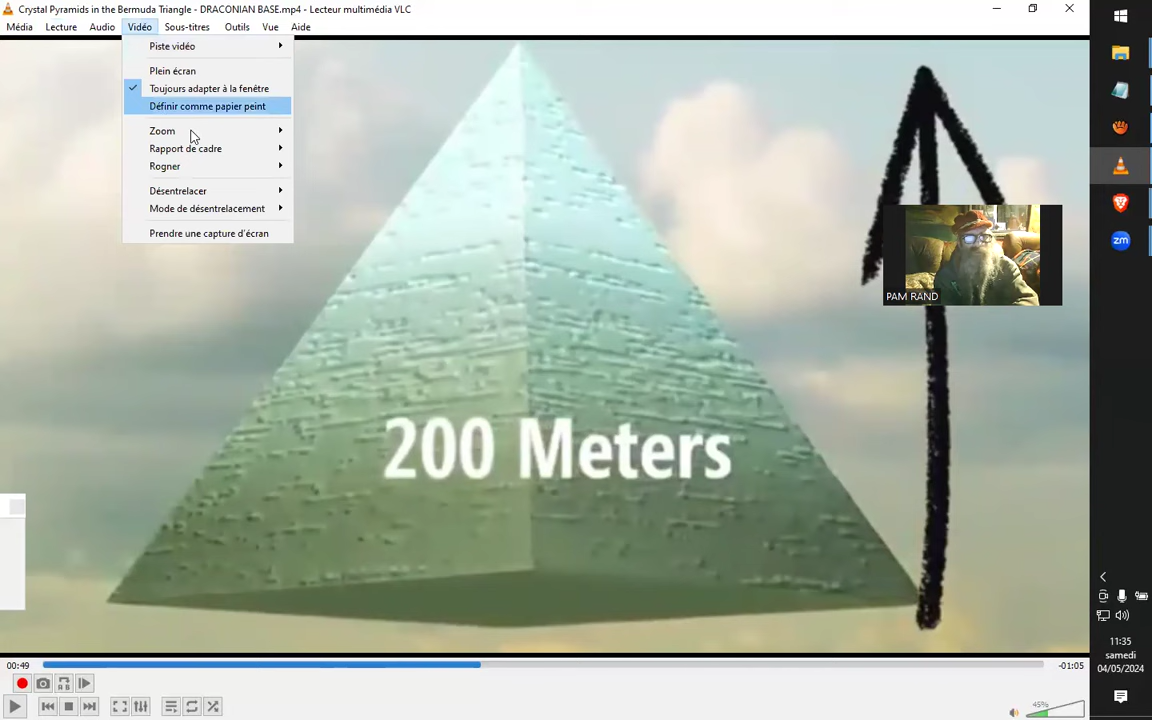 Crystal Pyramids in the Bermuda Triangle - DRACONIAN BASE.mp4 - Lecteur multimédia VLC
Média Lecture Audio Vidéo Sous-titres Outils Vue Aide
Piste vidéo
Plein écran
Toujours adapter à la fenêtre
Définir comme papier peint
Zoom
Rapport de cadre
Rogner
Désentrelacer
Mode de désentrelacement
Prendre une capture d'écran
PAM RAND
zm
200 Meters
00:49
-01:05
45%
11:35
samedi
04/05/2024